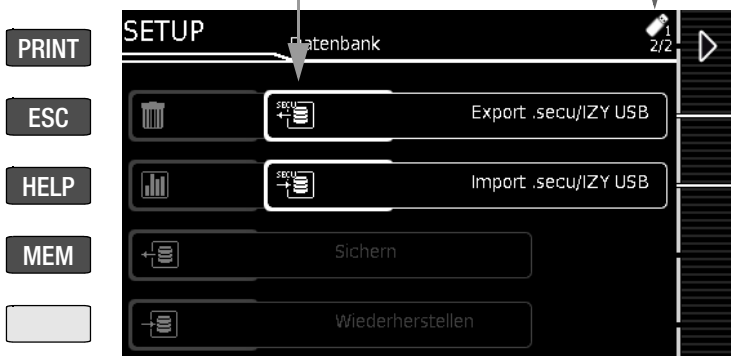 PRINT
ESC
HELP
MEM
SETUP
Datenbank
1
2/2
SECU
Export .secu/IZY USB
SECU
Import .secu/IZY USB
Sichern
Wiederherstellen